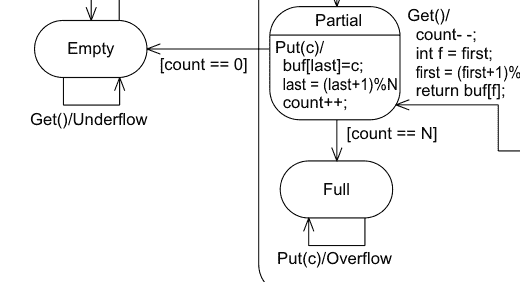 Partial
Get()/
count- -;
int f = first;
first = (first+1)%
return buf[f];
Empty
Put(c)/
buf[last]=c;
last = (last+1)%N
count++;
[count == 0]
Get()/Underflow
[count == N]
Full
Put(c)/Overflow